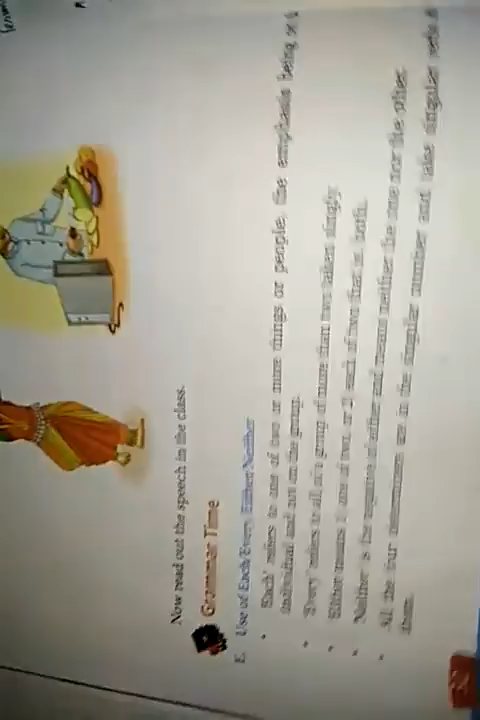 Now read out the speech in the class.
Grammar Time
E. Use of Each/Every, Either, Neither
'Each' refers to one of two or more things or people, the emphasis being on
individual and not on the group.
'Every' refers to all in a group of more than two taken singly.
Either means 1 one of two, or 2) each of two that is, both.
Neither is the negative of either and means neither the one nor the other.
All the four are in the singular number and take singular verbs
them.